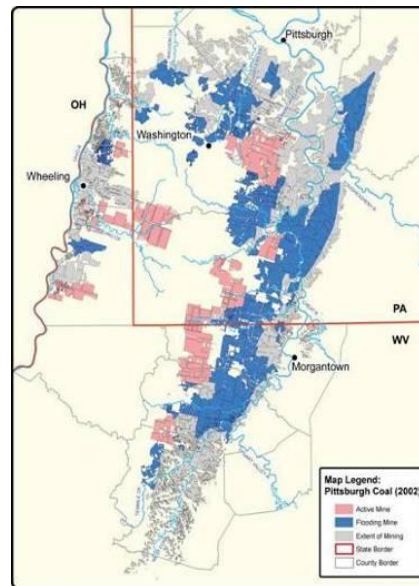 Pittsburgh
OH
Washington
Wheeling
PA
WV
Morgantown
Map Legend:
Pittsburgh Coal (2002)
Active Mine
Flooding Mine
Extent of Mining
State Border
County Border